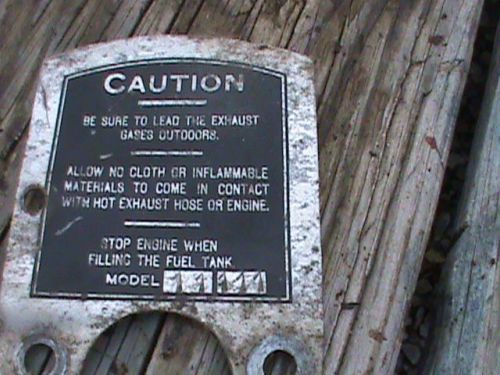 CAUTION
BE SURE TO LEAD THE EXHAUST
GASES OUTDOORS.
ALLOW NO CLOTH OR INFLAMMABLE
MATERIALS TO COME IN CONTACT
WITH HOT EXHAUST HOSE OR ENGINE.
STOP ENGINE WHEN
FILLING THE FUEL TANK.
MODEL